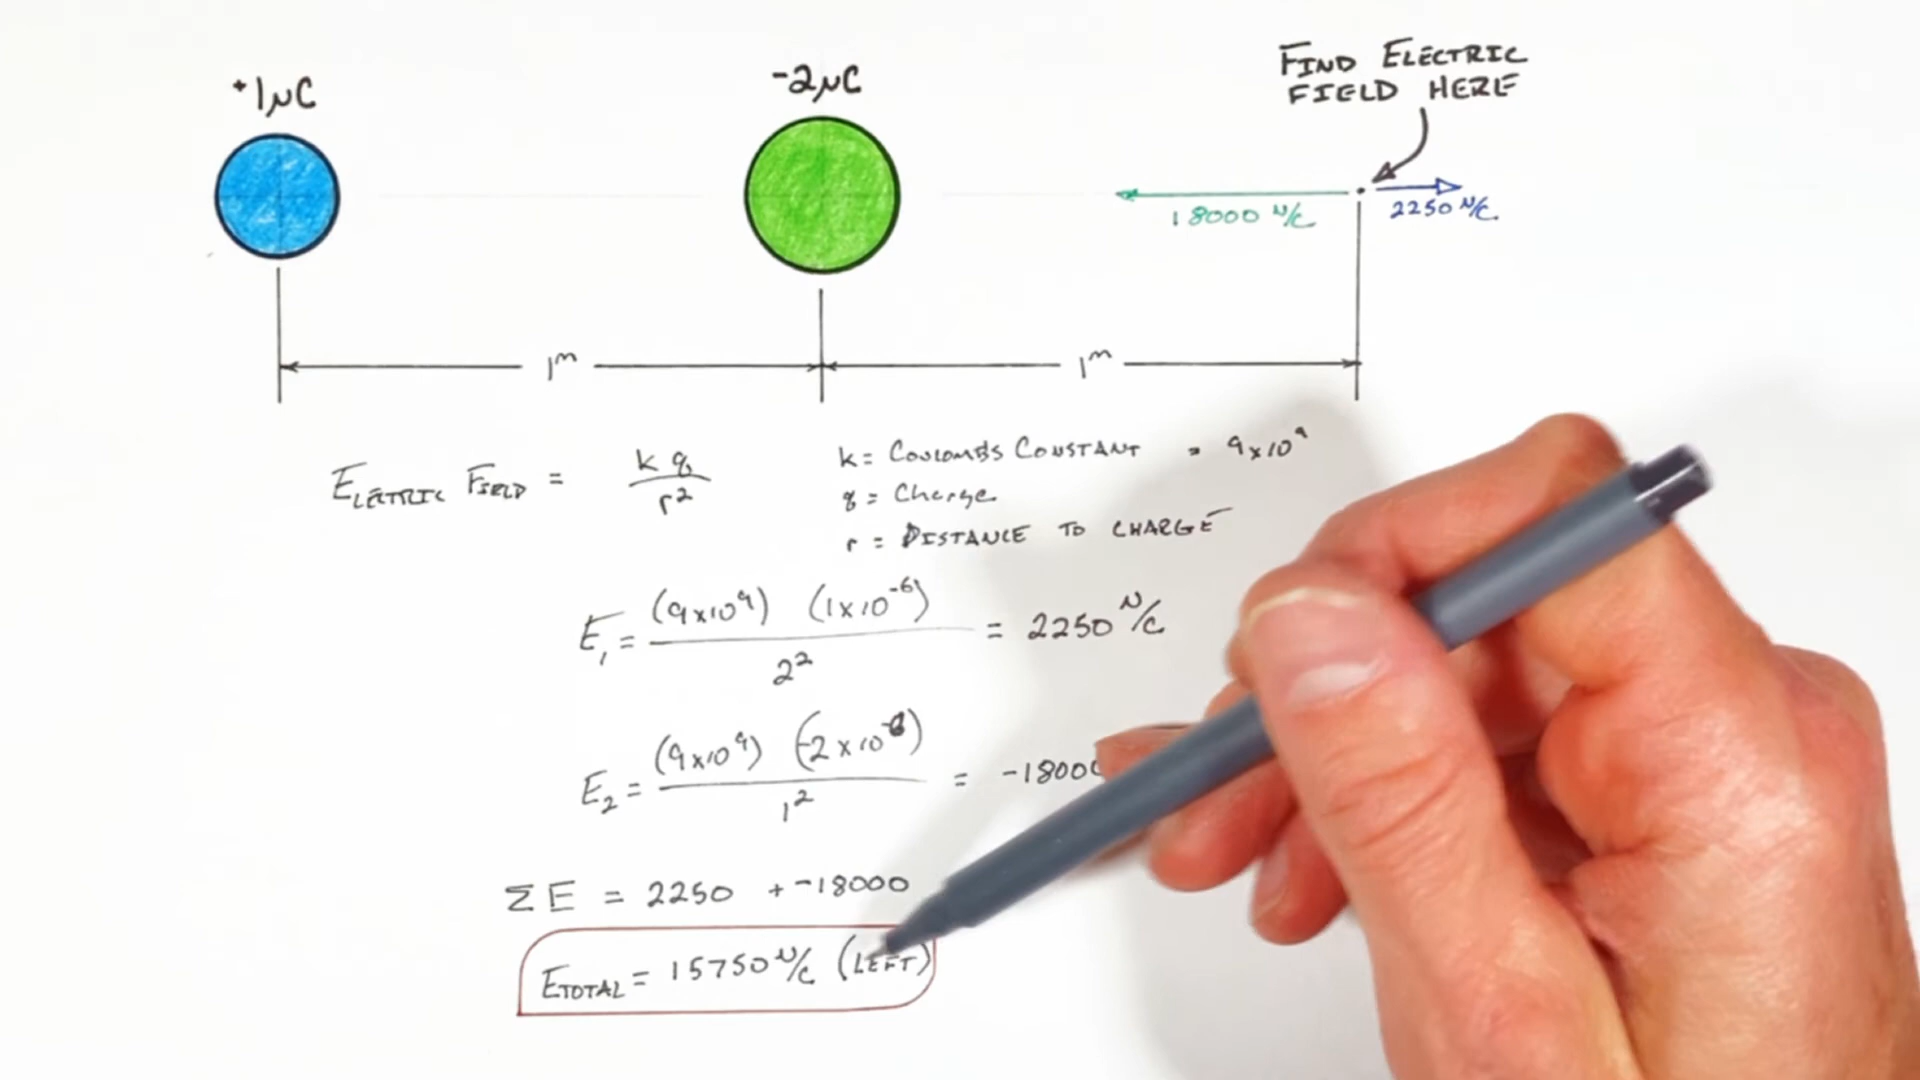 +1μC
-2μC
FIND ELECTRIC
FIELD HERE
18000 N/C
2250 N/C
1m
1m
ELECTRIC FIELD = kq/r²
k = COULOMBS CONSTANT = 9x10⁹
q = Charge
r = DISTANCE TO CHARGE
E₁ = (9x10⁹) (1x10⁻⁶) / 2² = 2250 N/C
E₂ = (9x10⁹) (-2x10⁻⁶) / 1² = -1800
ΣE = 2250 + -18000
ETOTAL = 15750 N/C (LEFT)